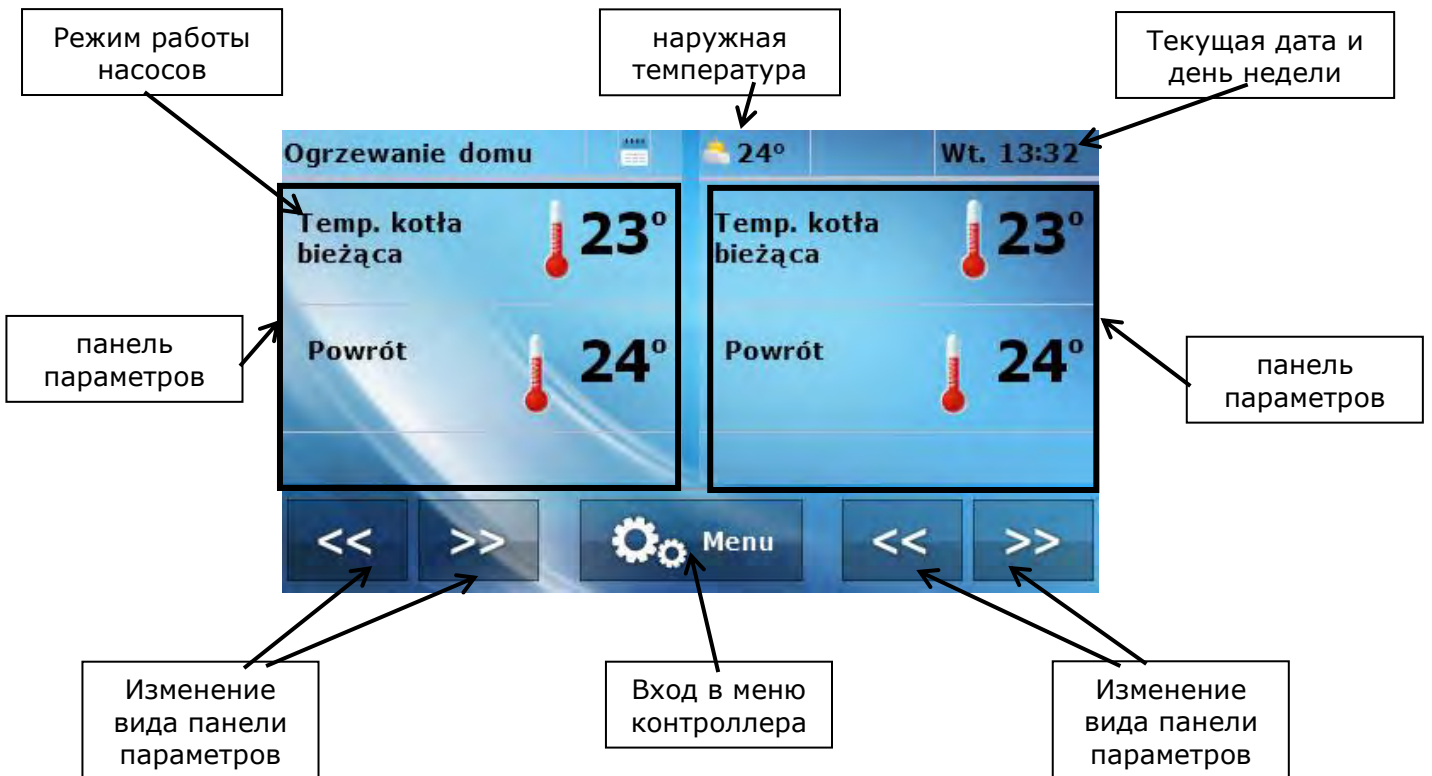 Режим работы
насосов
наружная
температура
Текущая дата и
день недели
Ogrzewanie domu
24°
Wt. 13:32
Temp. kotła
bieżąca
23°
Temp. kotła
bieżąca
23°
панель
параметров
Powrót
24°
Powrót
24°
панель
параметров
<<
>>
Menu
<<
>>
Изменение
вида панели
параметров
Вход в меню
контроллера
Изменение
вида панели
параметров